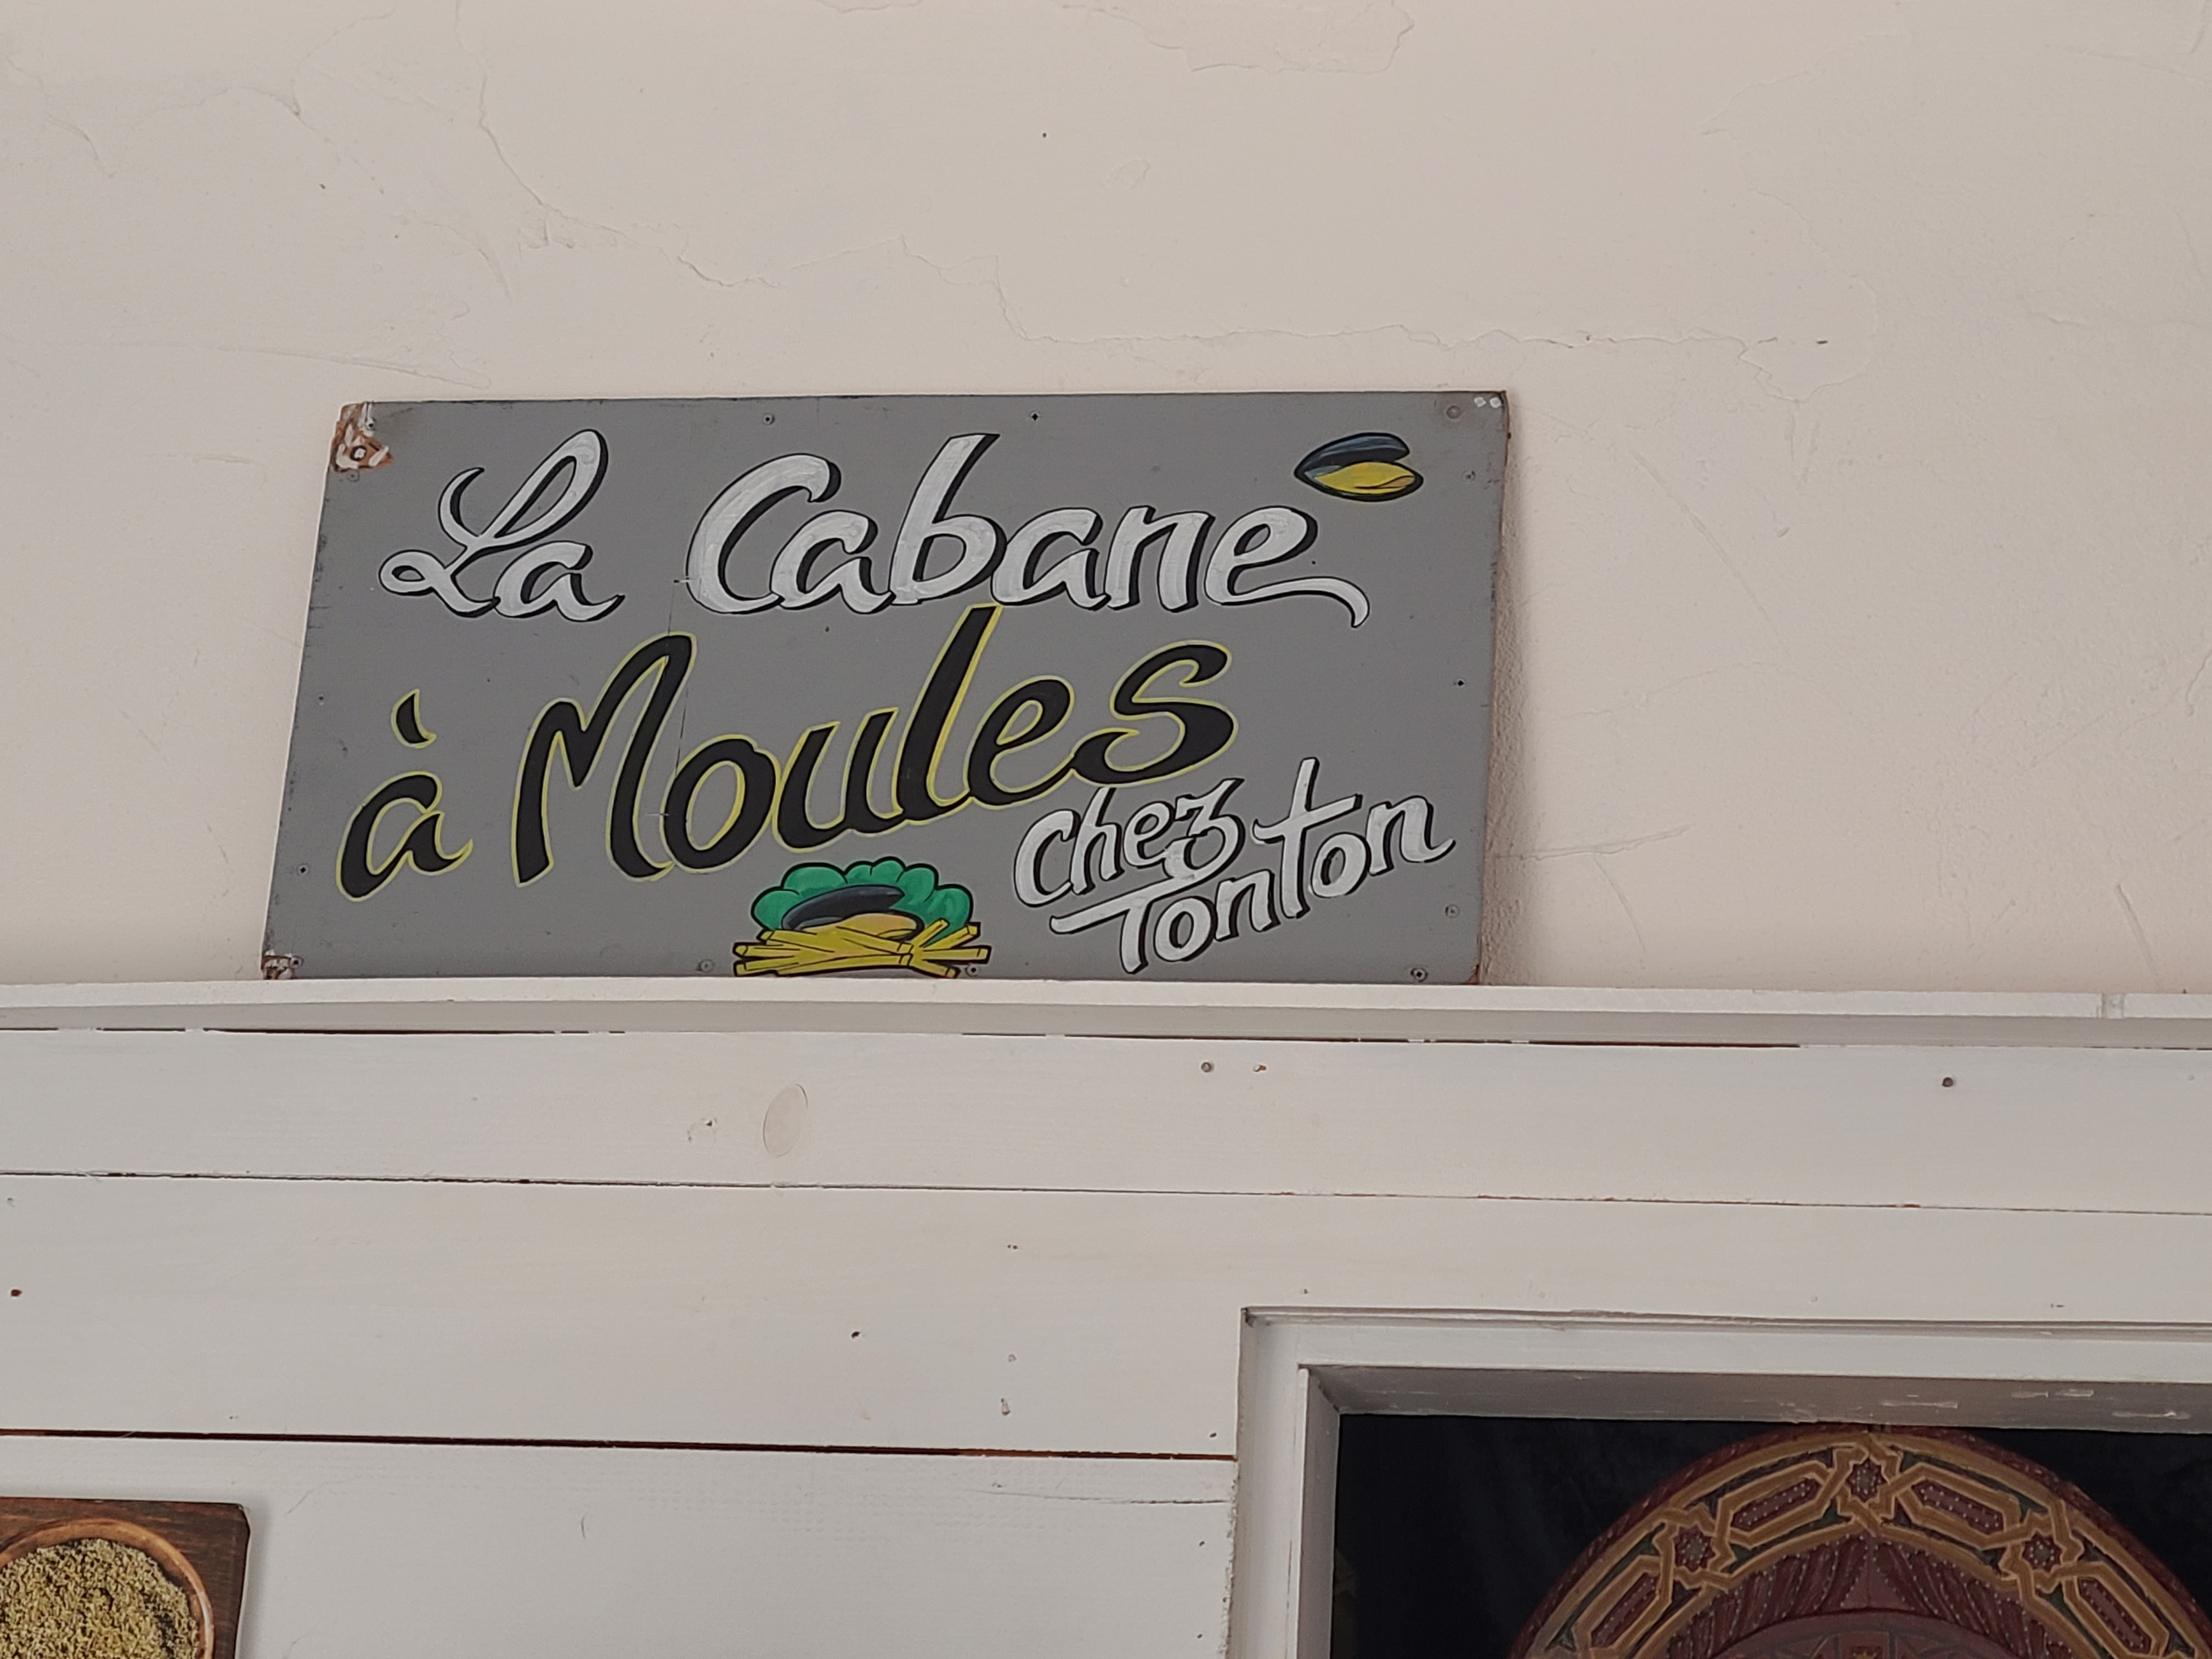 La Cabane
à Moules
chez
Tonton